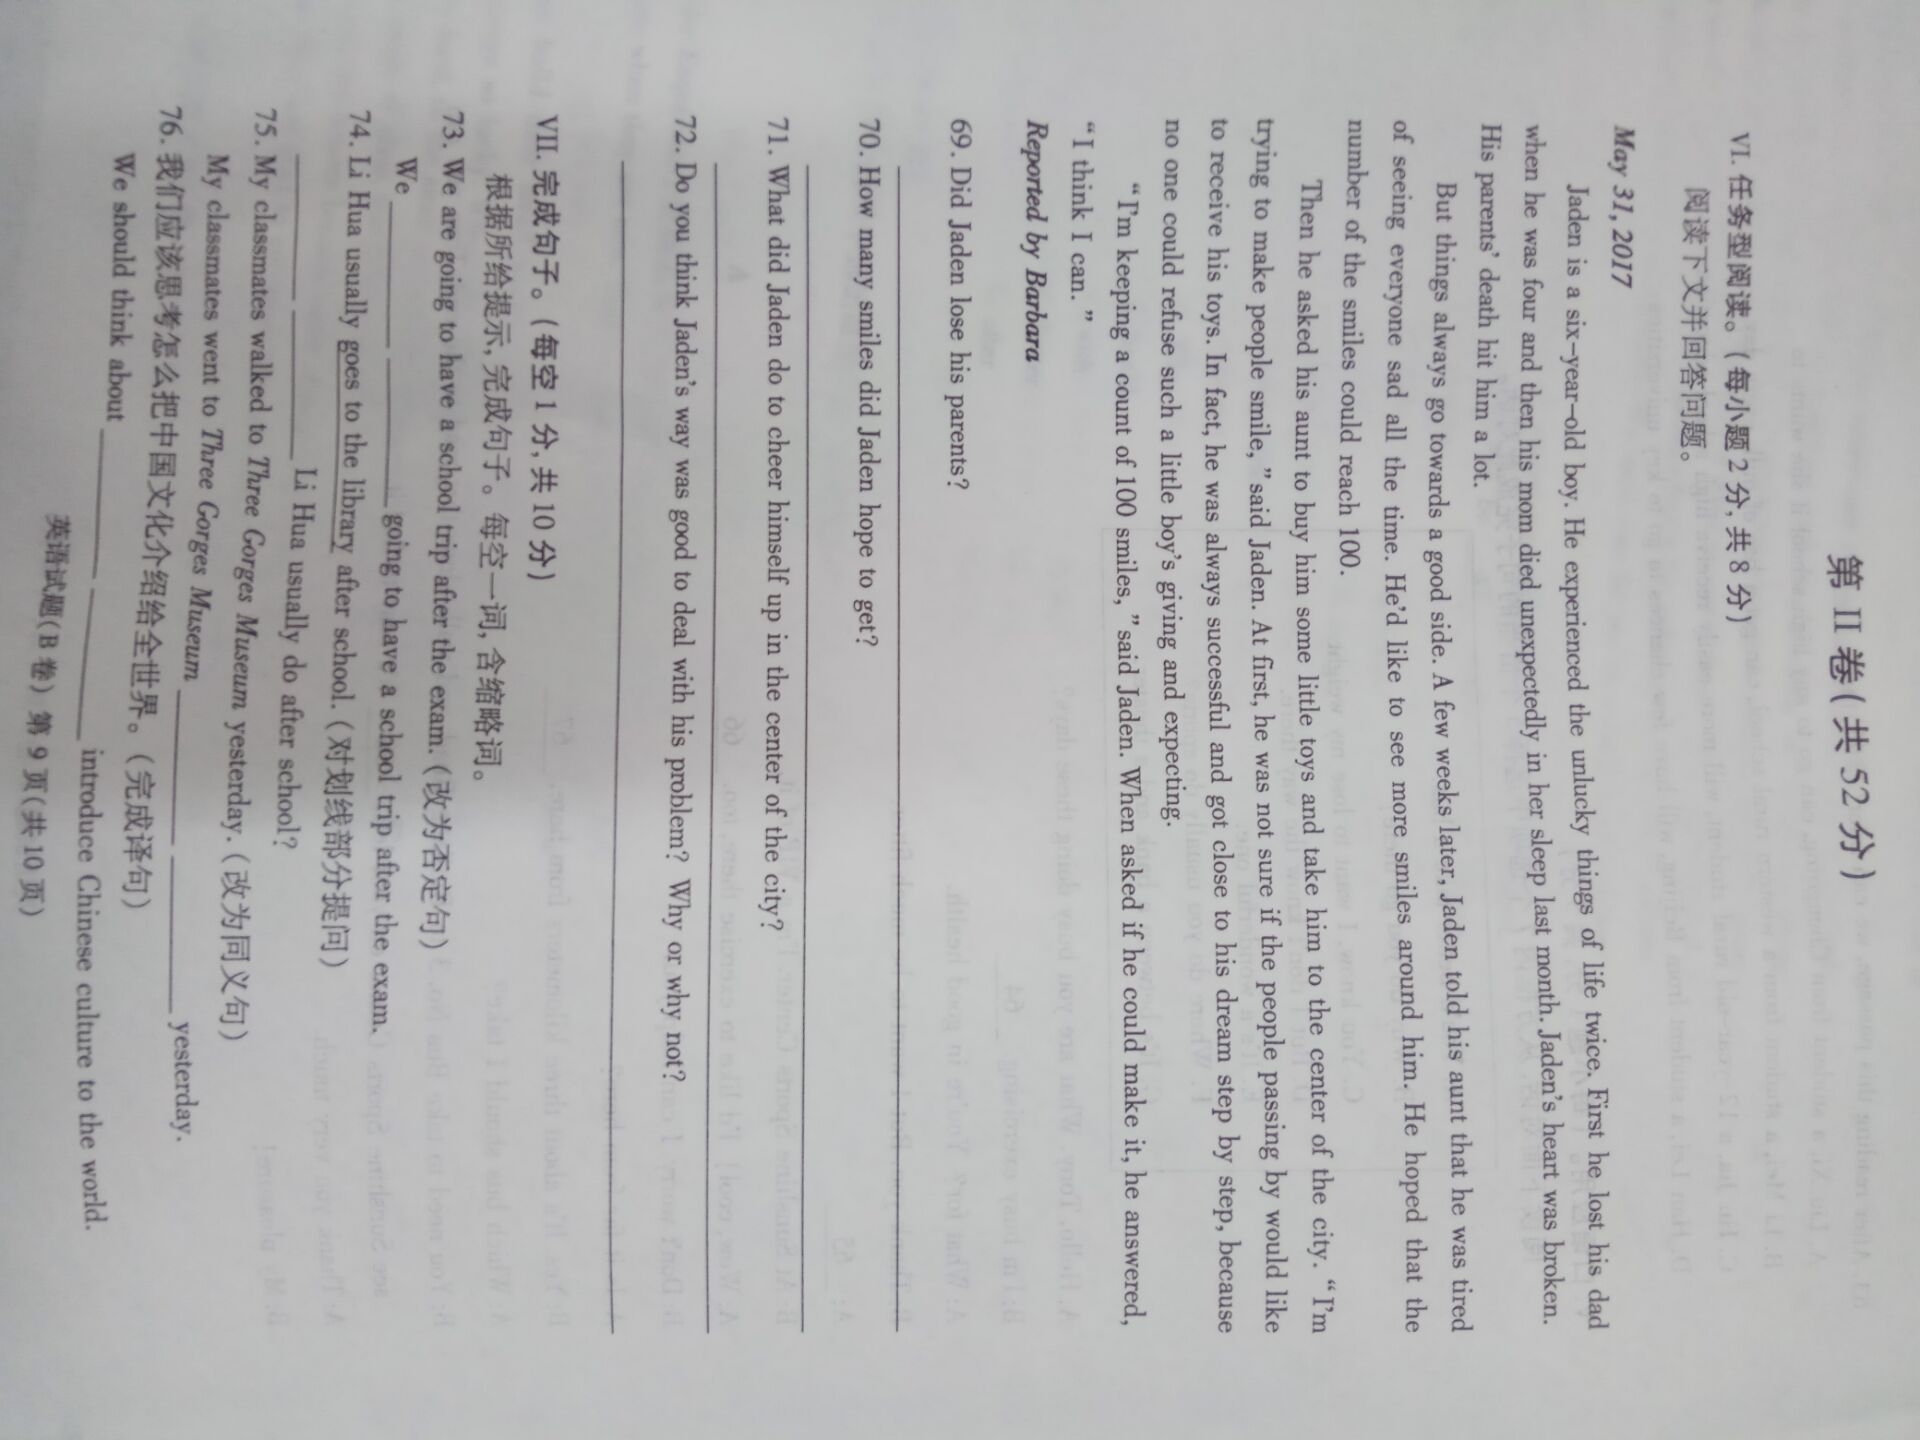 第 II 卷(共 52 分)
VI. 任务型阅读。(每小题 2 分,共 8 分)
阅读下文并回答问题。
May 31, 2017
Jaden is a six-year-old boy. He experienced the unlucky things of life twice. First he lost his dad
when he was four and then his mom died unexpectedly in her sleep last month. Jaden's heart was broken.
His parents' death hit him a lot.
But things always go towards a good side. A few weeks later, Jaden told his aunt that he was tired
of seeing everyone sad all the time. He'd like to see more smiles around him. He hoped that the
number of the smiles could reach 100.
Then he asked his aunt to buy him some little toys and take him to the center of the city. “I'm
trying to make people smile,” said Jaden. At first, he was not sure if the people passing by would like
to receive his toys. In fact, he was always successful and got close to his dream step by step, because
no one could refuse such a little boy's giving and expecting.
“I'm keeping a count of 100 smiles,” said Jaden. When asked if he could make it, he answered,
“I think I can.”
Reported by Barbara
69. Did Jaden lose his parents?
70. How many smiles did Jaden hope to get?
71. What did Jaden do to cheer himself up in the center of the city?
72. Do you think Jaden's way was good to deal with his problem? Why or why not?
VII. 完成句子。(每空 1 分,共 10 分)
根据所给提示,完成句子。每空一词,含缩略词。
73. We are going to have a school trip after the exam. (改为否定句)
We ______ ______ going to have a school trip after the exam.
74. Li Hua usually goes to the library after school. (对划线部分提问)
______ ______ Li Hua usually do after school?
75. My classmates walked to Three Gorges Museum yesterday. (改为同义句)
My classmates went to Three Gorges Museum ______ ______ yesterday.
76. 我们应该思考怎么把中国文化介绍给全世界。(完成译句)
We should think about ______ ______ introduce Chinese culture to the world.
英语试题(B 卷) 第 9 页(共 10 页)